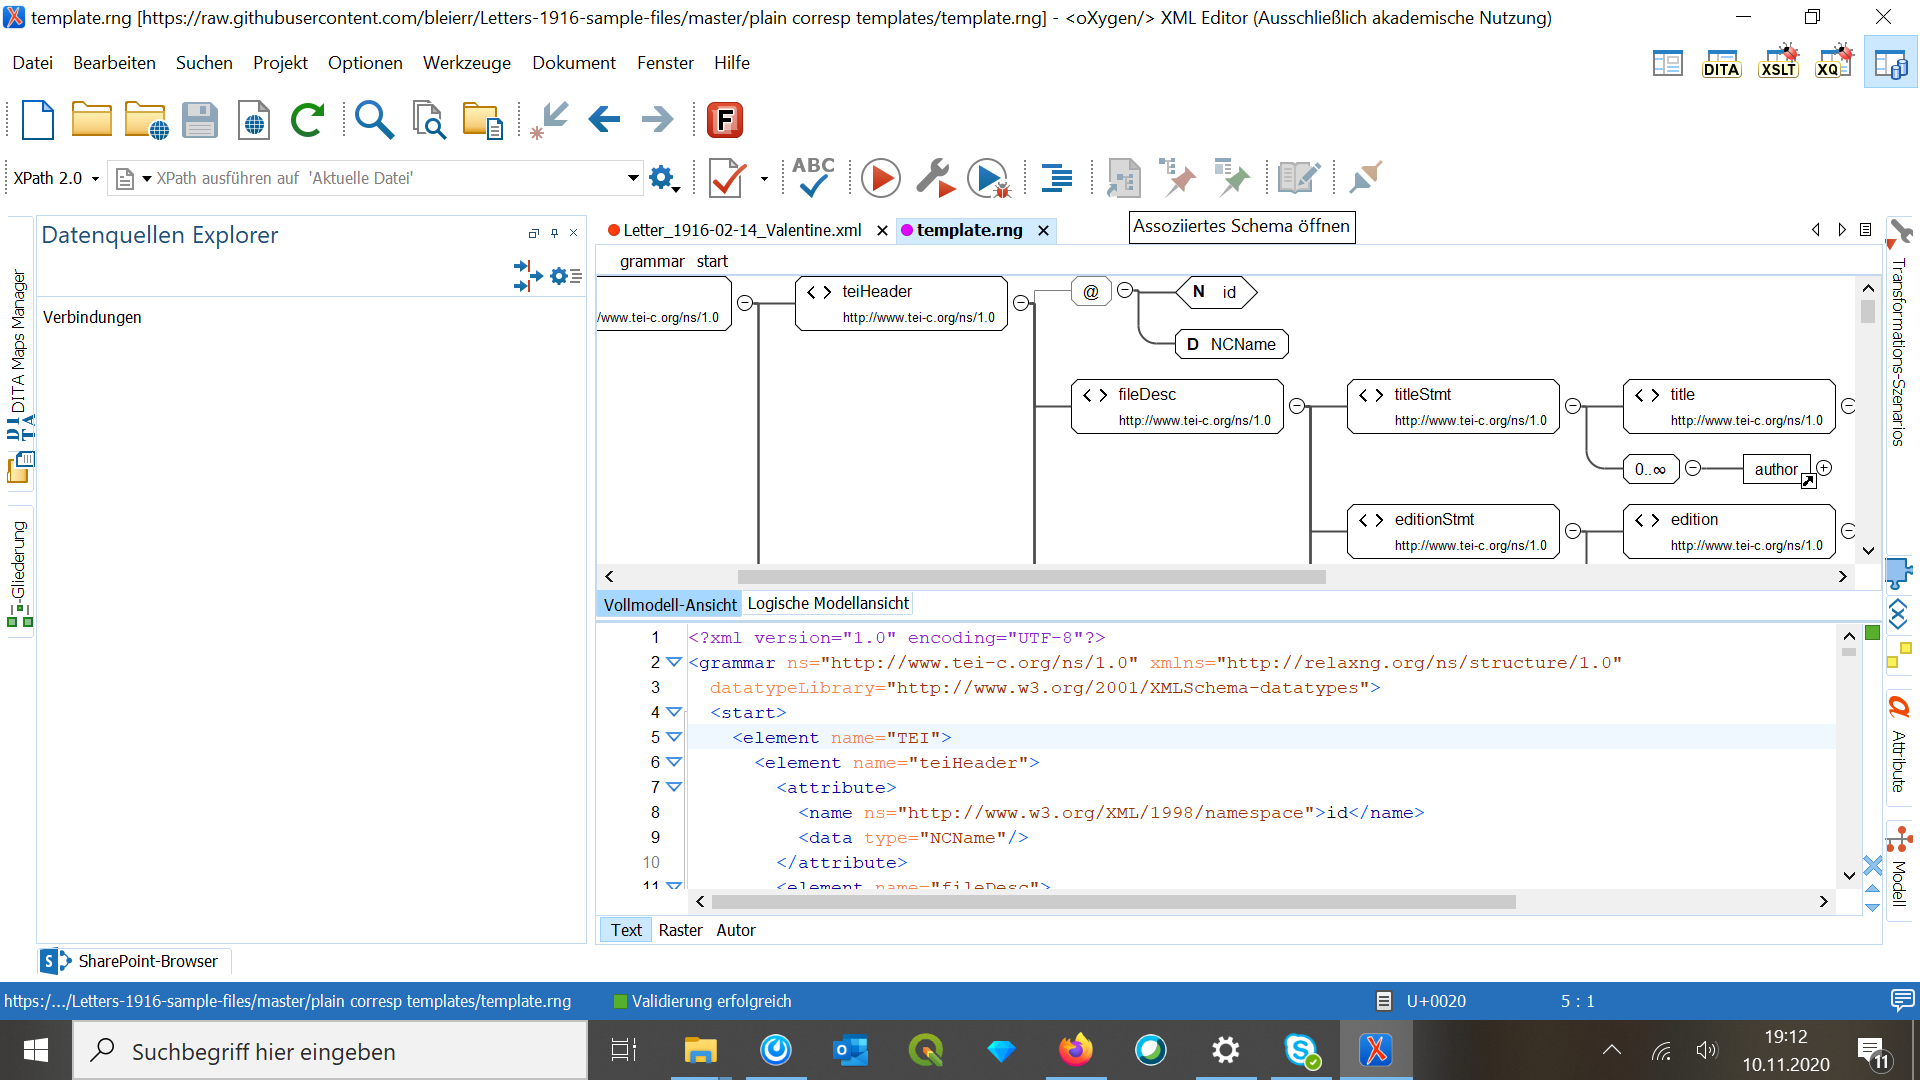 template.rng [https://raw.githubusercontent.com/bleierr/Letters-1916-sample-files/master/plain corresp templates/template.rng] - <oXygen/> XML Editor (Ausschließlich akademische Nutzung)
Datei Bearbeiten Suchen Projekt Optionen Werkzeuge Dokument Fenster Hilfe
DITA XSLT XQ
F
XPath 2.0 XPath ausführen auf 'Aktuelle Datei' ABC
Datenquellen Explorer
Verbindungen
DITA Maps Manager
Gliederung
Letter_1916-02-14_Valentine.xml template.rng Assoziiertes Schema öffnen
grammar start
teiHeader @ N id
/www.tei-c.org/ns/1.0 http://www.tei-c.org/ns/1.0
D NCName
fileDesc titleStmt title
http://www.tei-c.org/ns/1.0 http://www.tei-c.org/ns/1.0 http://www.tei-c.org/ns/1.0
0..∞ author
editionStmt edition
http://www.tei-c.org/ns/1.0 http://www.tei-c.org/ns/1.0
Vollmodell-Ansicht Logische Modellansicht
1 <?xml version="1.0" encoding="UTF-8"?>
2 <grammar ns="http://www.tei-c.org/ns/1.0" xmlns="http://relaxng.org/ns/structure/1.0"
3 datatypeLibrary="http://www.w3.org/2001/XMLSchema-datatypes">
4 <start>
5 <element name="TEI">
6 <element name="teiHeader">
7 <attribute>
8 <name ns="http://www.w3.org/XML/1998/namespace">id</name>
9 <data type="NCName"/>
10 </attribute>
11 <element name="fileDesc">
Text Raster Autor
Transformations-Szenarios
Attribute
Modell
SharePoint-Browser
https:/.../Letters-1916-sample-files/master/plain corresp templates/template.rng Validierung erfolgreich U+0020 5 : 1
Suchbegriff hier eingeben
19:12
10.11.2020
11